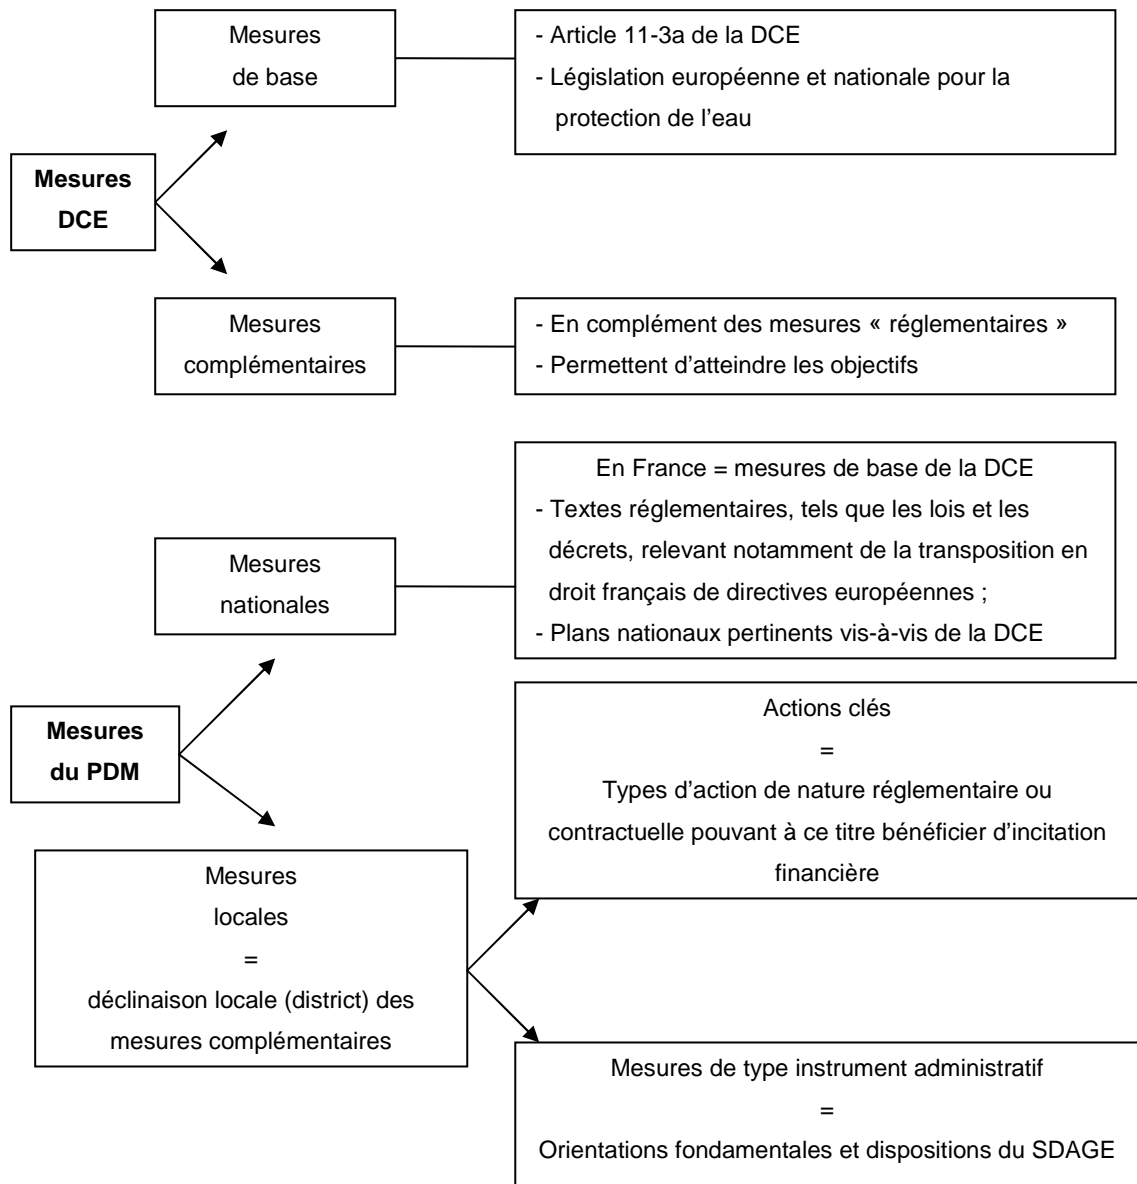 Mesures
de base
- Article 11-3a de la DCE
- Législation européenne et nationale pour la
protection de l’eau
Mesures
DCE
Mesures
complémentaires
- En complément des mesures « réglementaires »
- Permettent d’atteindre les objectifs
Mesures
nationales
En France = mesures de base de la DCE
- Textes réglementaires, tels que les lois et les
décrets, relevant notamment de la transposition en
droit français de directives européennes ;
- Plans nationaux pertinents vis-à-vis de la DCE
Mesures
du PDM
Actions clés
=
Types d’action de nature réglementaire ou
contractuelle pouvant à ce titre bénéficier d’incitation
financière
Mesures
locales
=
déclinaison locale (district) des
mesures complémentaires
Mesures de type instrument administratif
=
Orientations fondamentales et dispositions du SDAGE